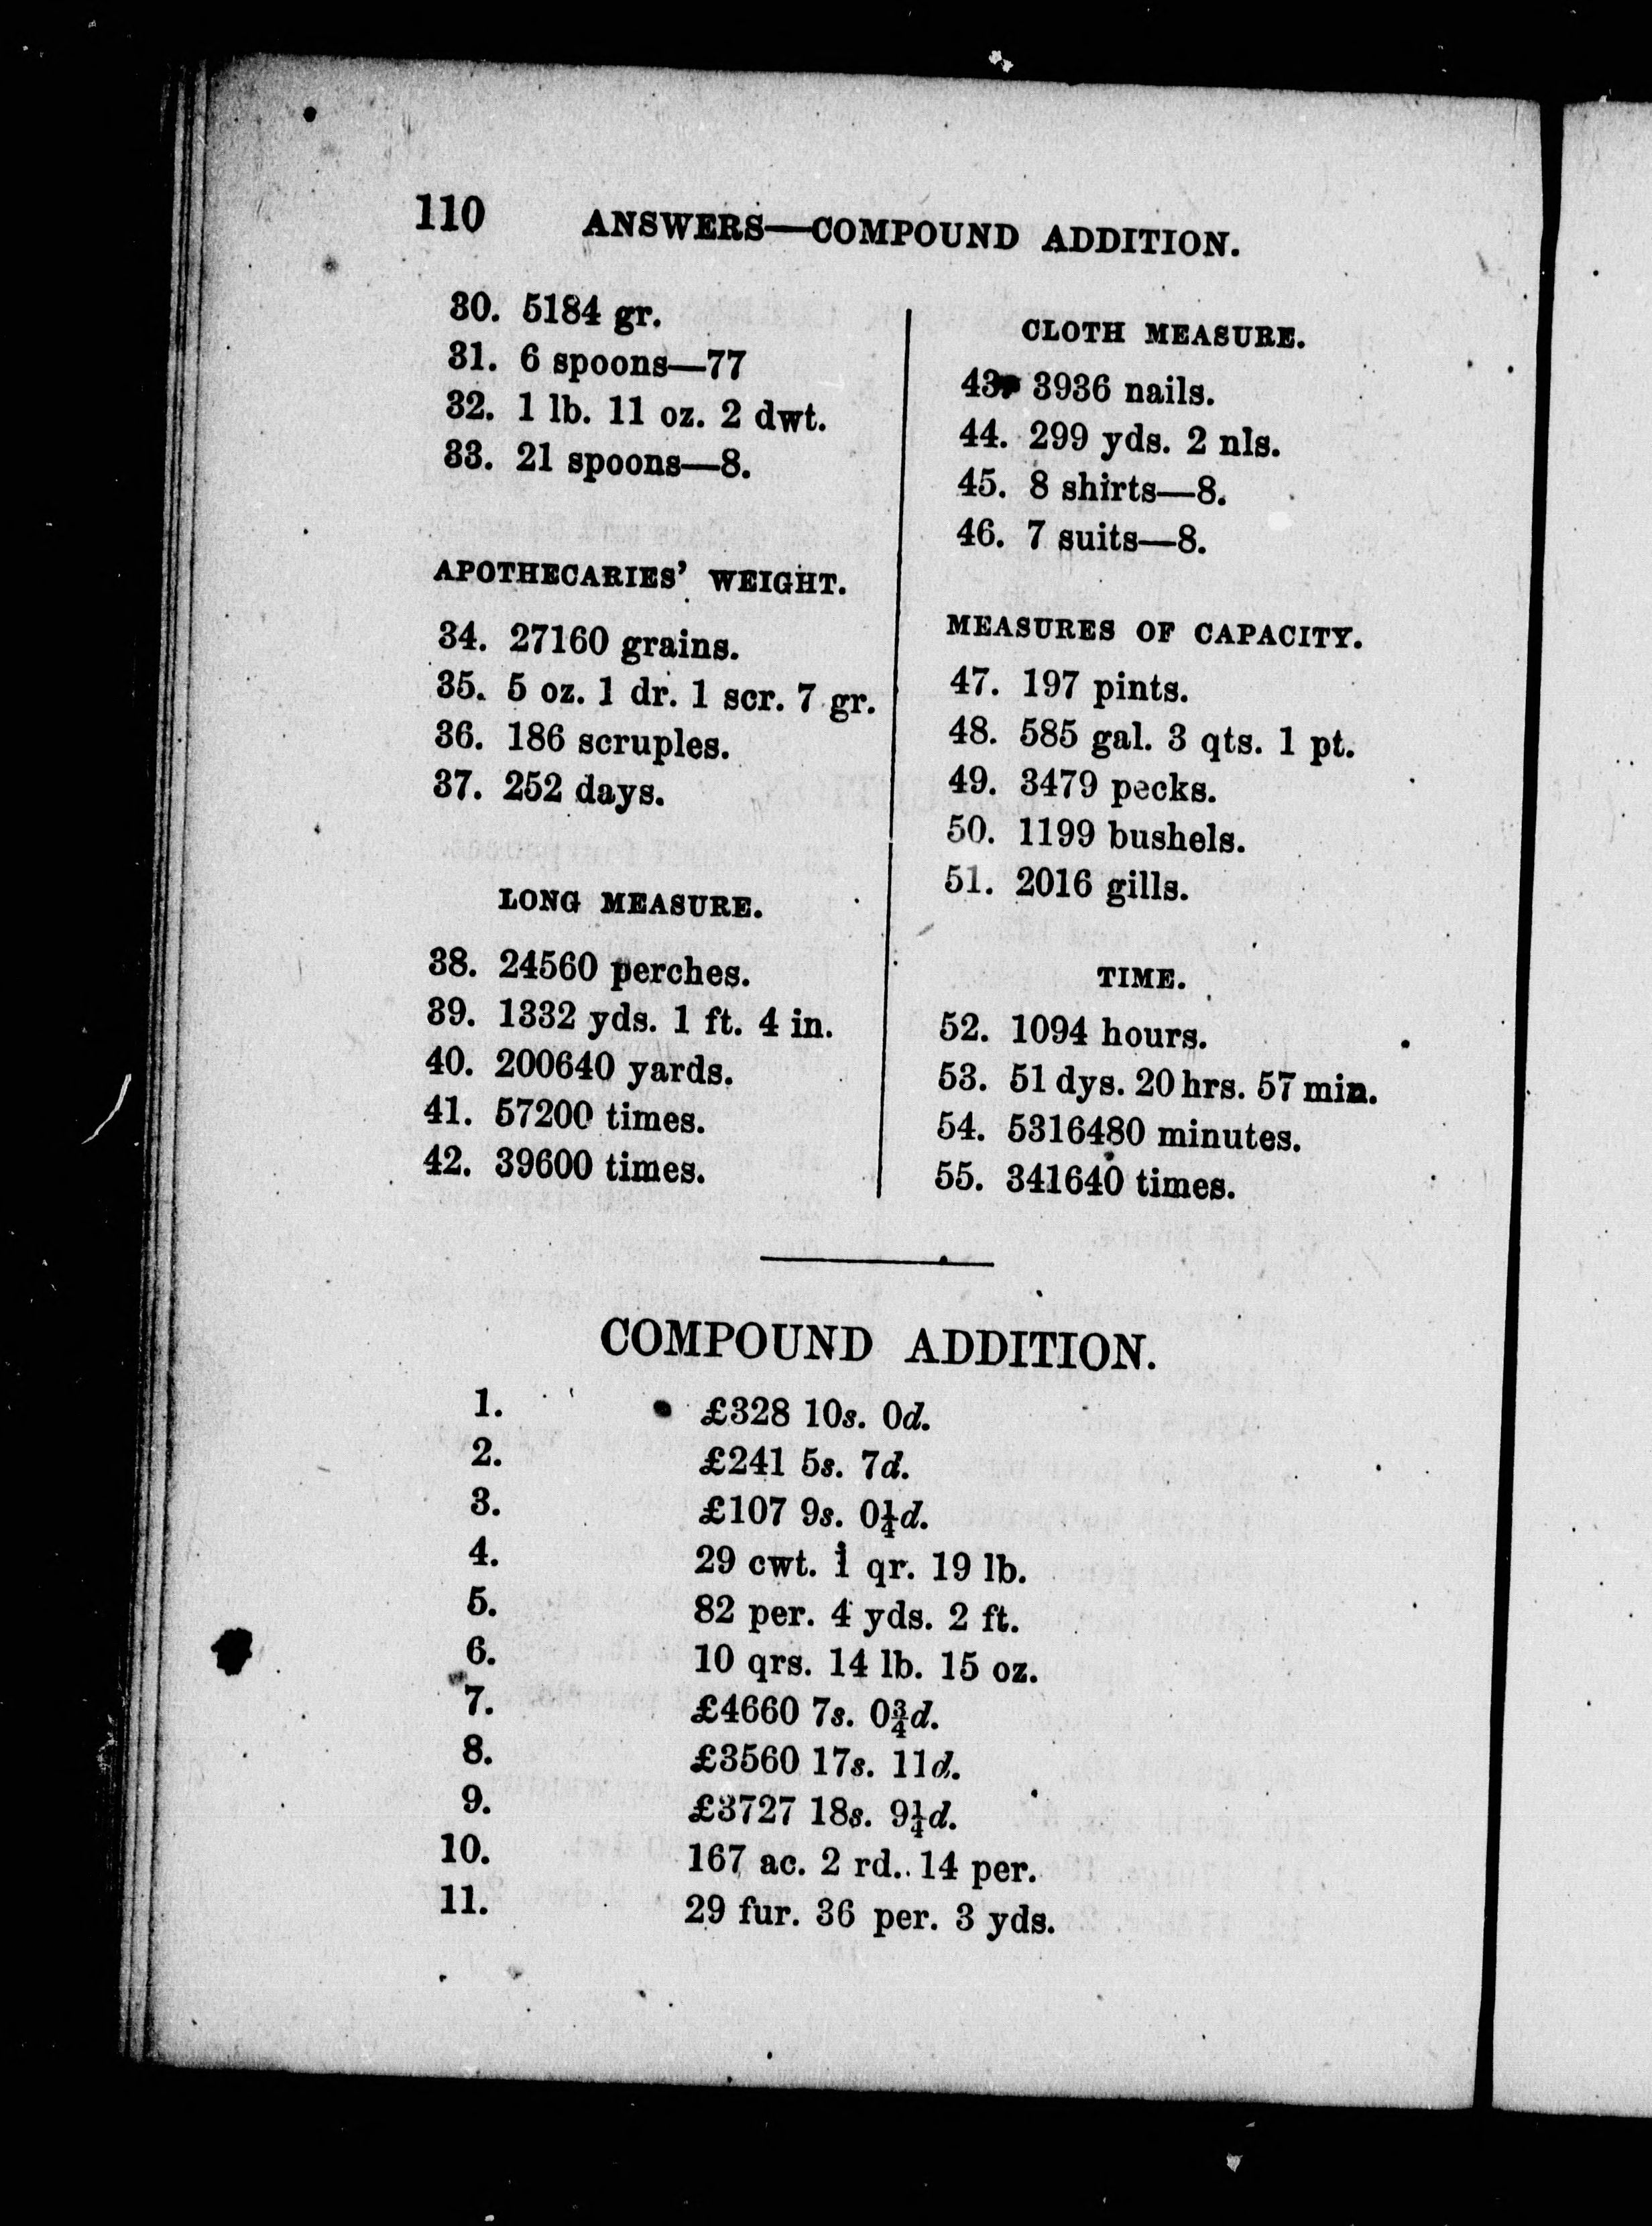 110 ANSWERS—COMPOUND ADDITION.
30. 5184 gr.
31. 6 spoons—77
32. 1 lb. 11 oz. 2 dwt.
33. 21 spoons—8.
APOTHECARIES' WEIGHT.
34. 27160 grains.
35. 5 oz. 1 dr. 1 scr. 7 gr.
36. 186 scruples.
37. 252 days.
LONG MEASURE.
38. 24560 perches.
39. 1332 yds. 1 ft. 4 in.
40. 200640 yards.
41. 57200 times.
42. 39600 times.
CLOTH MEASURE.
43. 3936 nails.
44. 299 yds. 2 nls.
45. 8 shirts—8.
46. 7 suits—8.
MEASURES OF CAPACITY.
47. 197 pints.
48. 585 gal. 3 qts. 1 pt.
49. 3479 pecks.
50. 1199 bushels.
51. 2016 gills.
TIME.
52. 1094 hours.
53. 51 dys. 20 hrs. 57 min.
54. 5316480 minutes.
55. 341640 times.
COMPOUND ADDITION.
1. £328 10s. 0d.
2. £241 5s. 7d.
3. £107 9s. 0¼d.
4. 29 cwt. 1 qr. 19 lb.
5. 82 per. 4 yds. 2 ft.
6. 10 qrs. 14 lb. 15 oz.
7. £4660 7s. 0¾d.
8. £3560 17s. 11d.
9. £3727 18s. 9¼d.
10. 167 ac. 2 rd. 14 per.
11. 29 fur. 36 per. 3 yds.